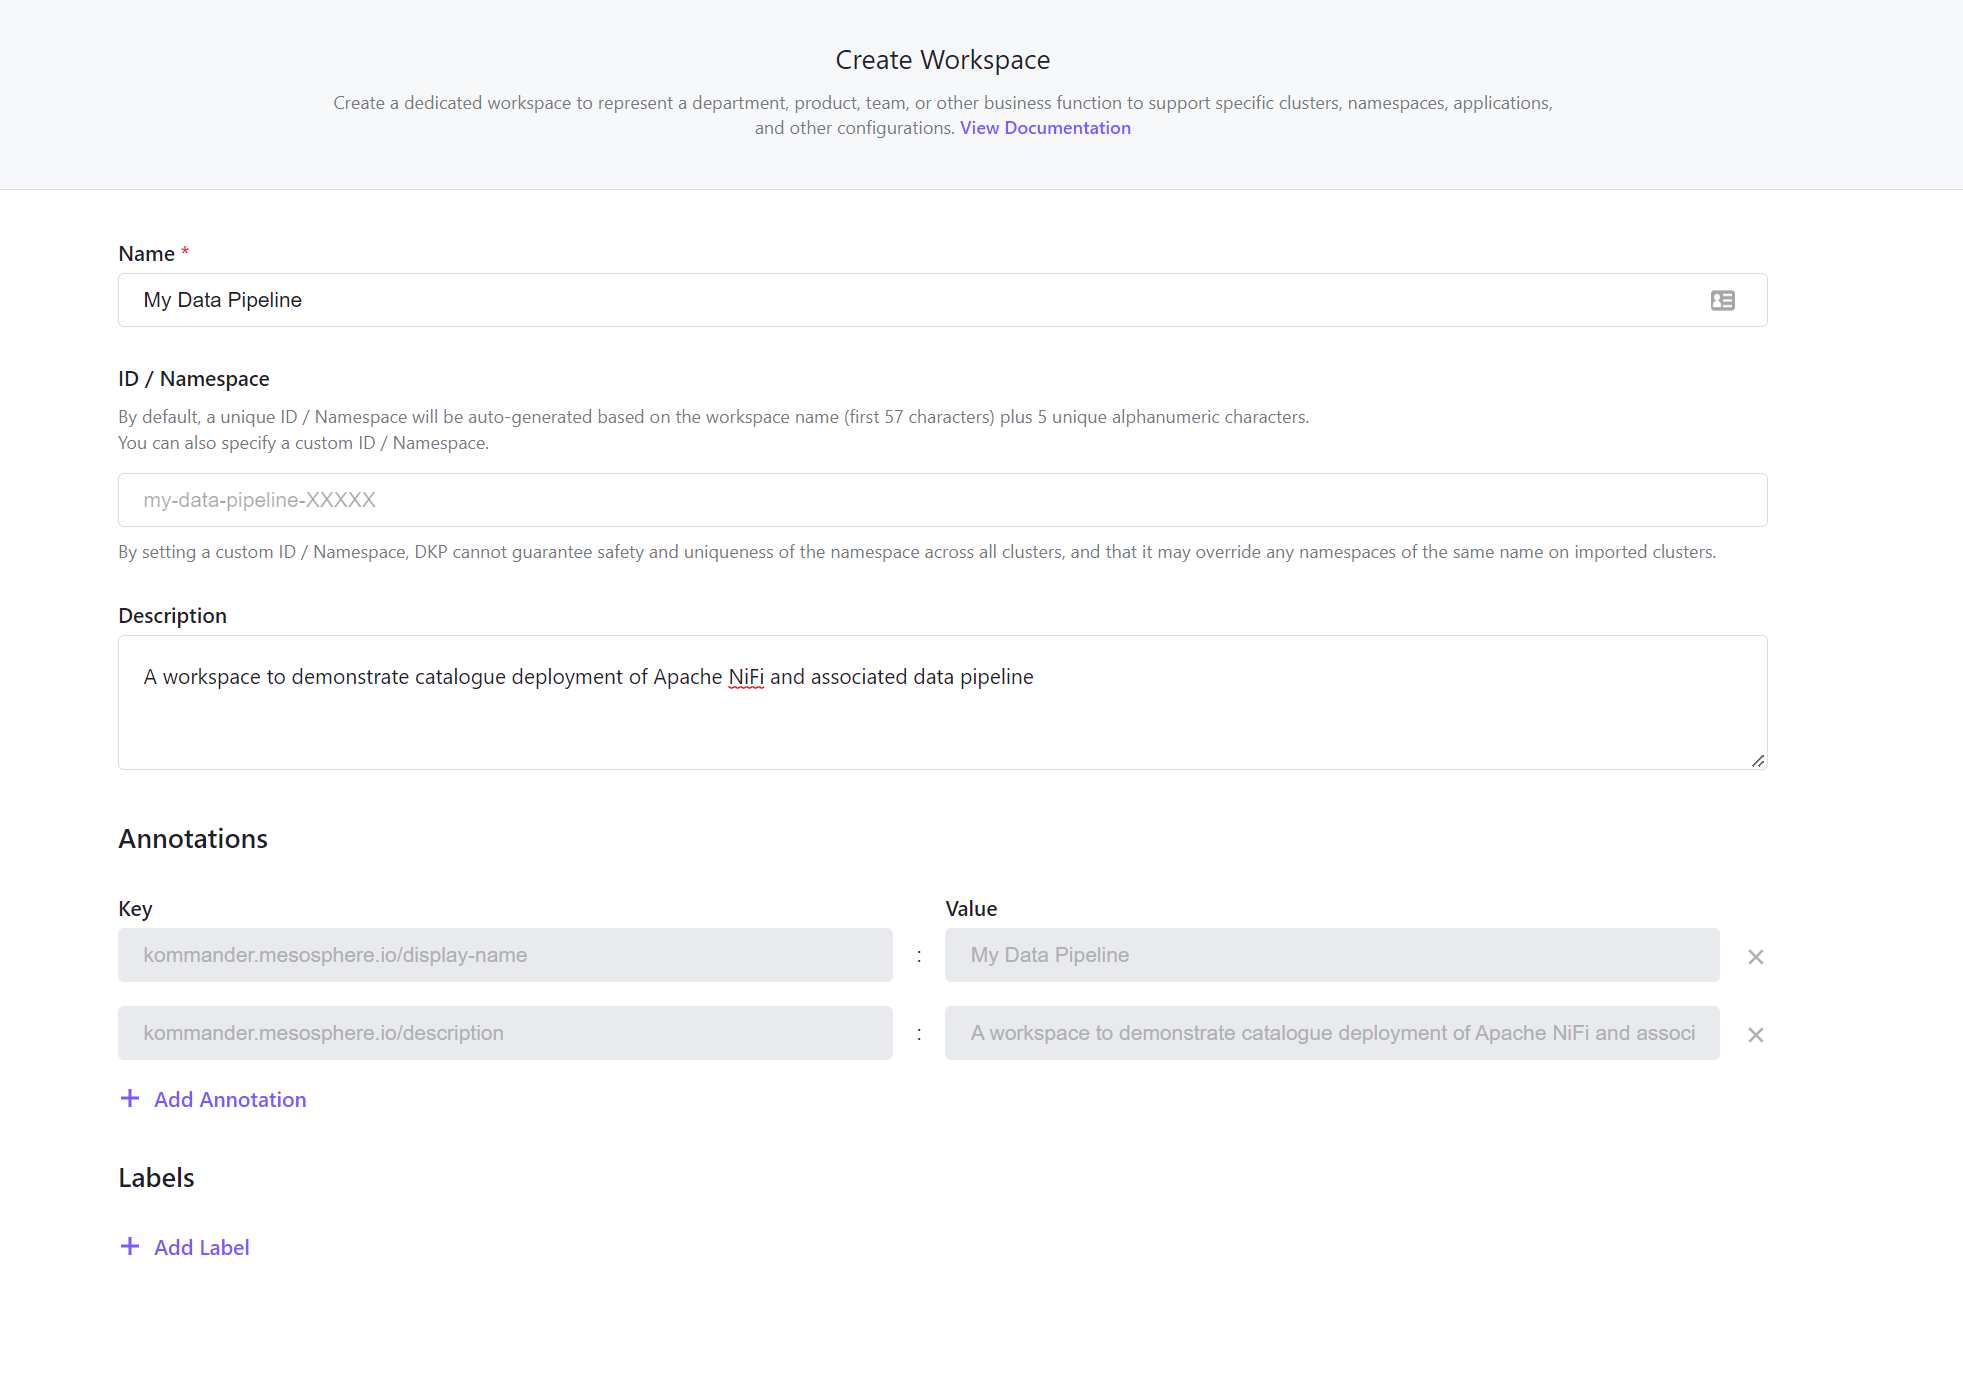 Create Workspace
Create a dedicated workspace to represent a department, product, team, or other business function to support specific clusters, namespaces, applications,
and other configurations. View Documentation
Name *
My Data Pipeline
ID / Namespace
By default, a unique ID / Namespace will be auto-generated based on the workspace name (first 57 characters) plus 5 unique alphanumeric characters.
You can also specify a custom ID / Namespace.
my-data-pipeline-XXXXX
By setting a custom ID / Namespace, DKP cannot guarantee safety and uniqueness of the namespace across all clusters, and that it may override any namespaces of the same name on imported clusters.
Description
A workspace to demonstrate catalogue deployment of Apache NiFi and associated data pipeline
Annotations
Key Value
kommander.mesosphere.io/display-name : My Data Pipeline
kommander.mesosphere.io/description : A workspace to demonstrate catalogue deployment of Apache NiFi and associ
Add Annotation
Labels
Add Label